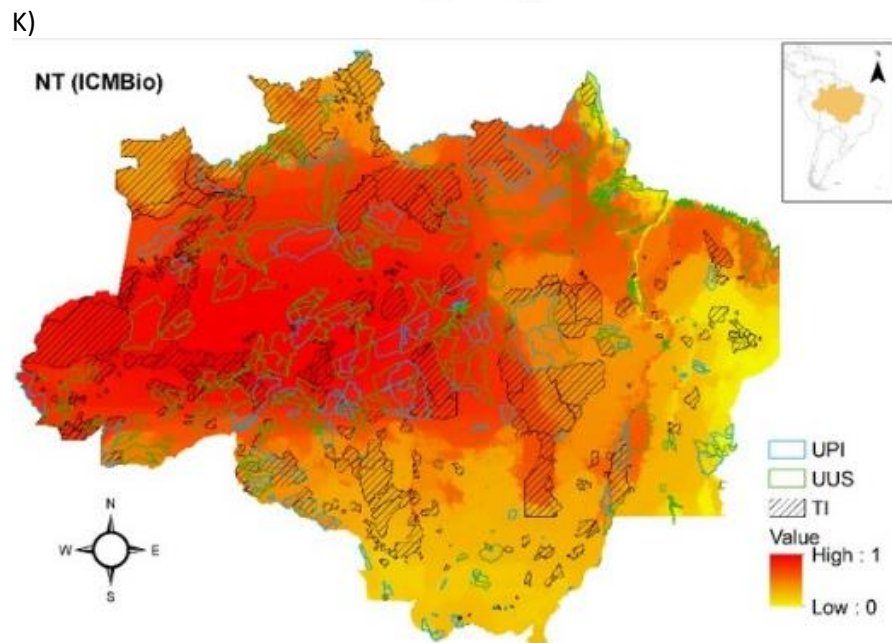 K)
NT (ICMBio)
N
W
E
S
UPI
UUS
TI
Value
High : 1
Low : 0